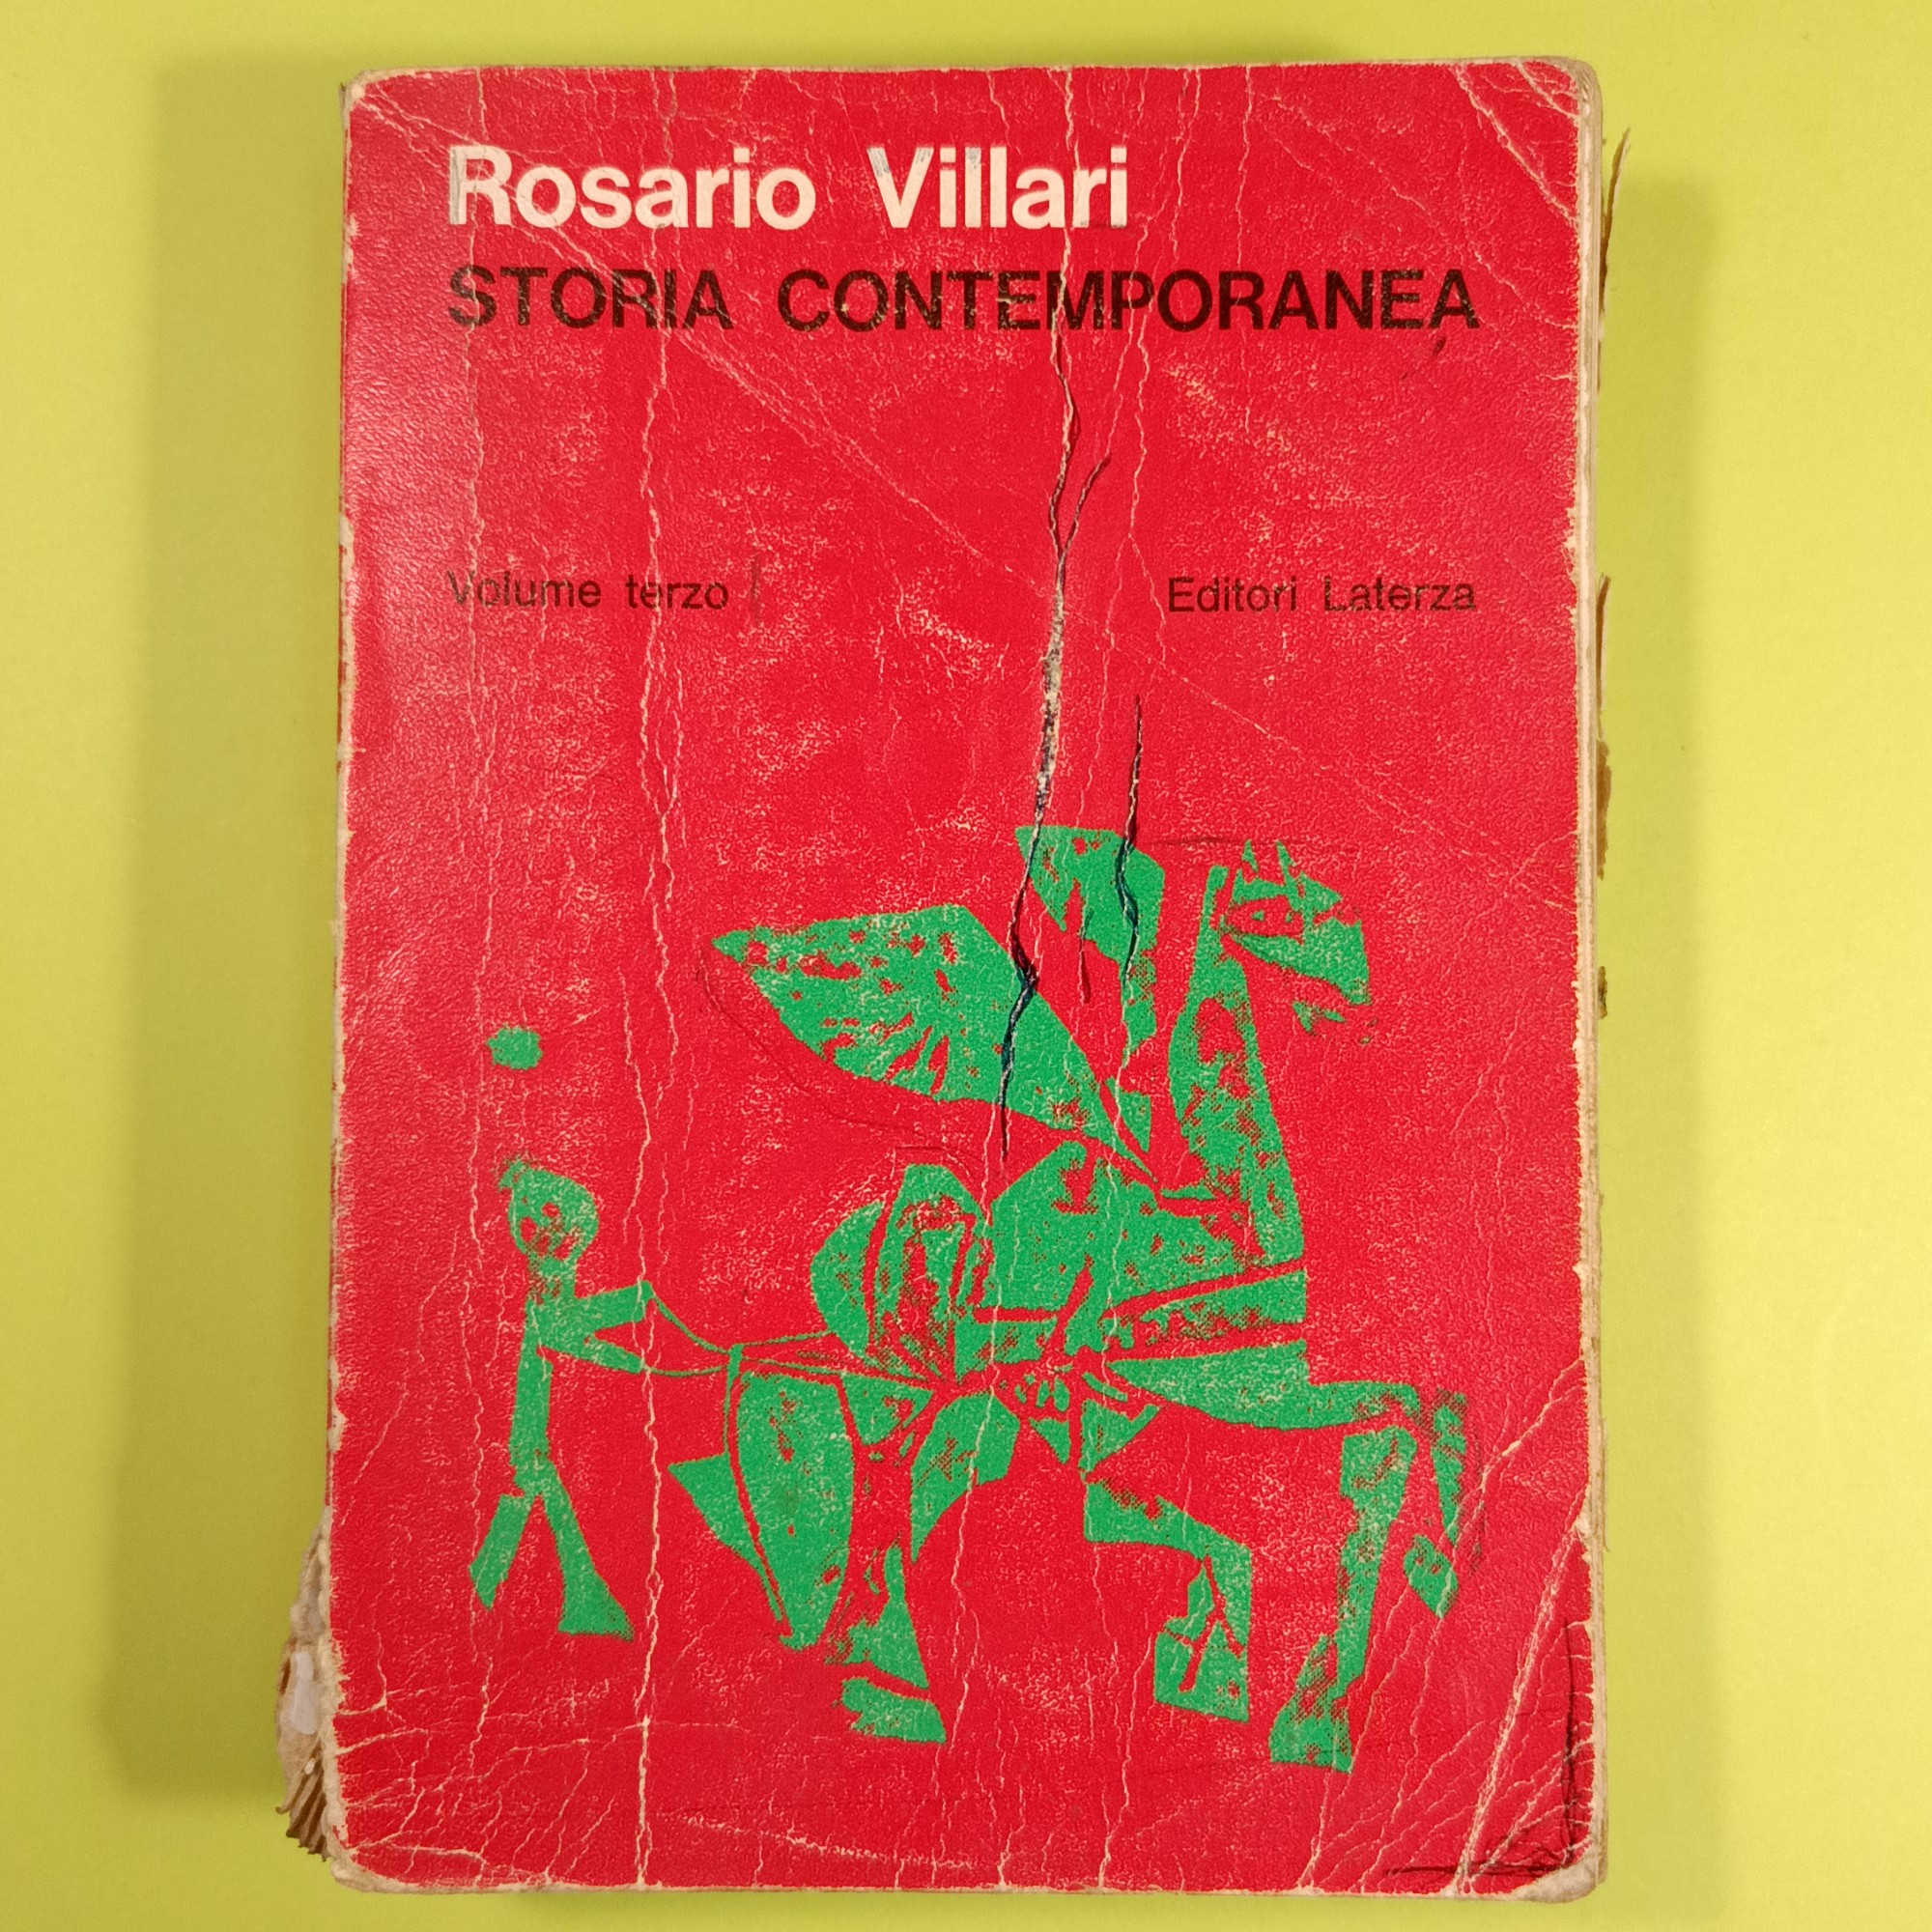 Rosario Villari
STORIA CONTEMPORANEA
Volume terzo
Editori Laterza